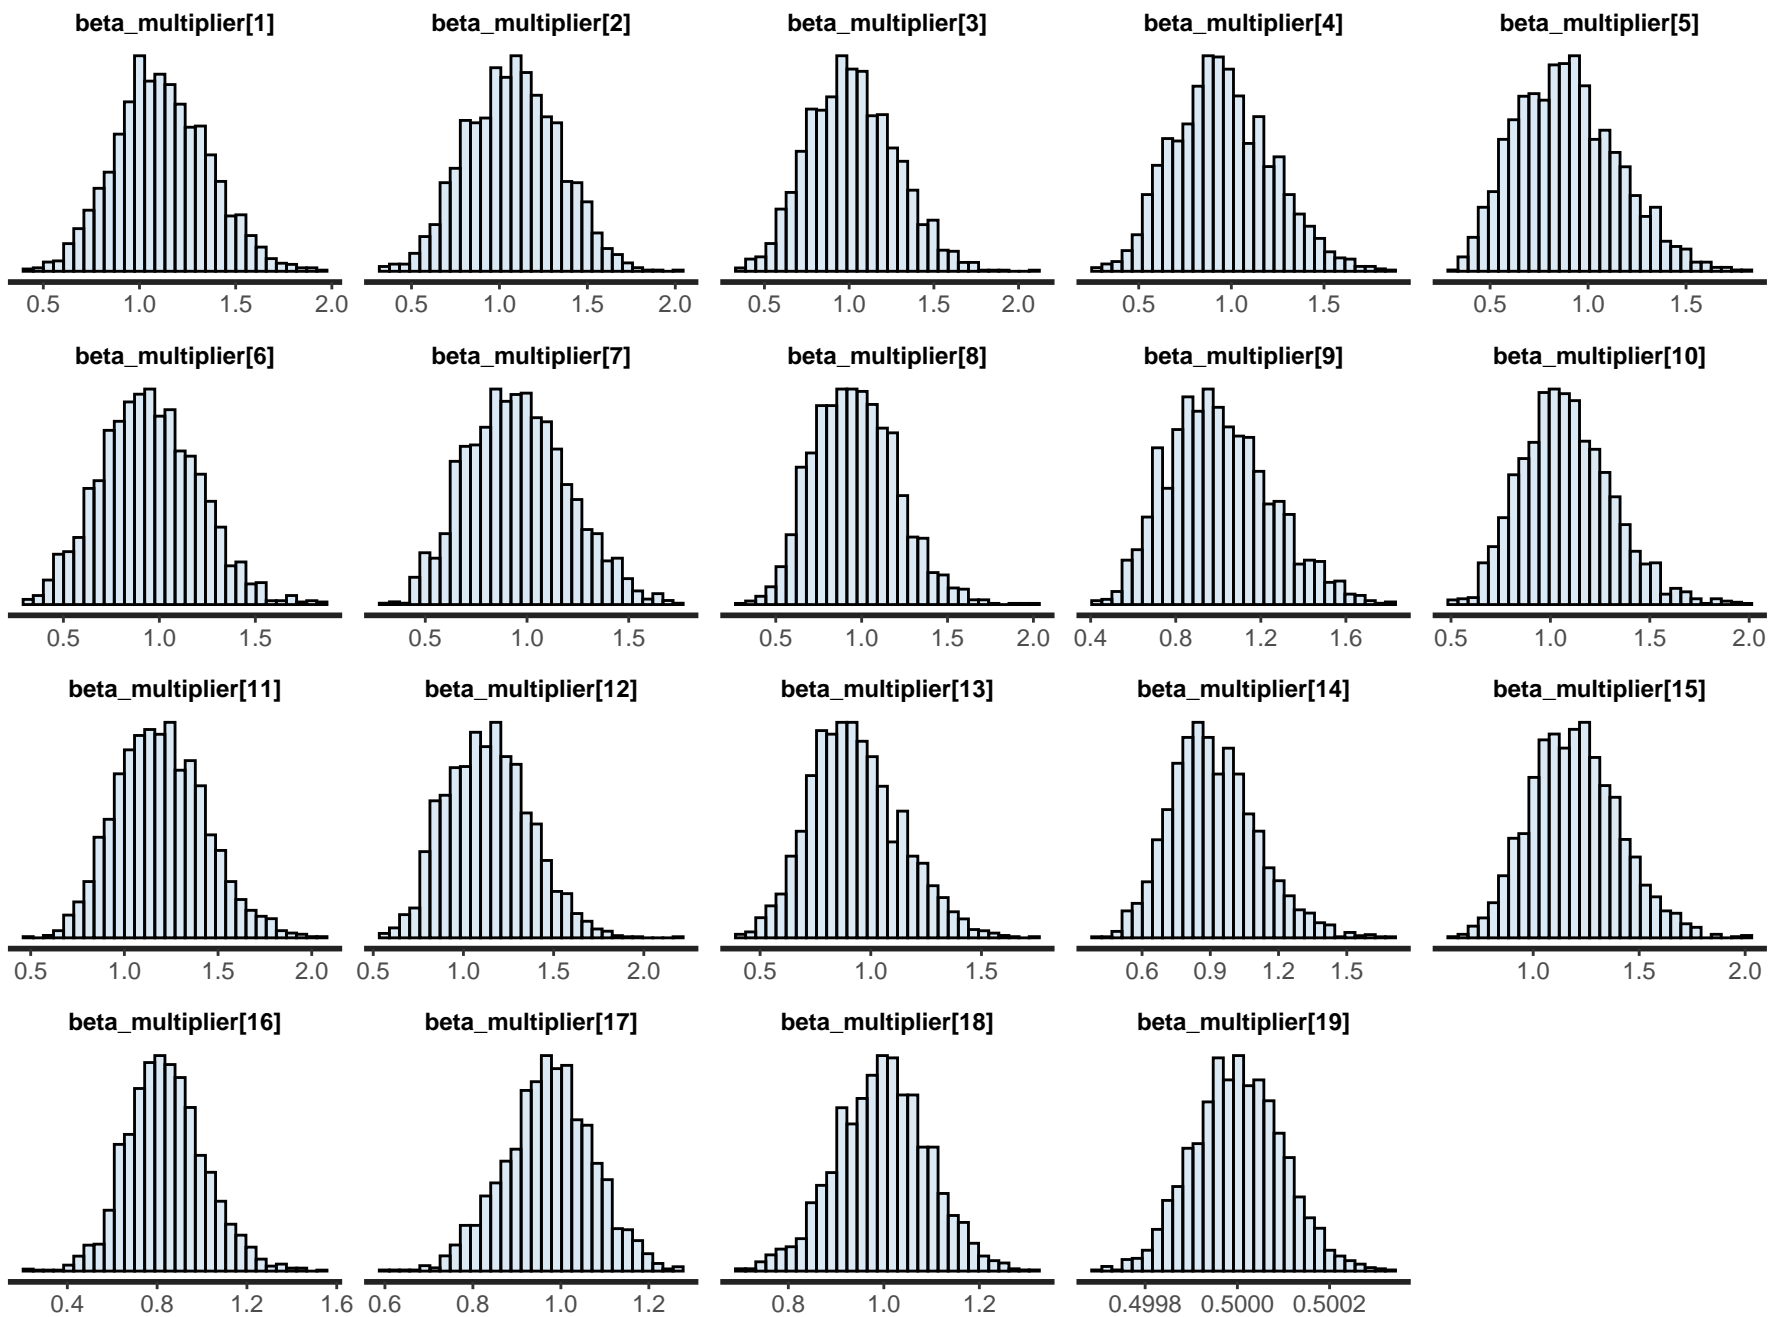 beta_multiplier[1] beta_multiplier[2] beta_multiplier[3] beta_multiplier[4] beta_multiplier[5]
0.5 1.0 1.5 2.0 0.5 1.0 1.5 2.0 0.5 1.0 1.5 2.0 0.5 1.0 1.5 0.5 1.0 1.5
beta_multiplier[6] beta_multiplier[7] beta_multiplier[8] beta_multiplier[9] beta_multiplier[10]
0.5 1.0 1.5 0.5 1.0 1.5 0.5 1.0 1.5 2.0 0.4 0.8 1.2 1.6 0.5 1.0 1.5 2.0
beta_multiplier[11] beta_multiplier[12] beta_multiplier[13] beta_multiplier[14] beta_multiplier[15]
0.5 1.0 1.5 2.0 0.5 1.0 1.5 2.0 0.5 1.0 1.5 0.6 0.9 1.2 1.5 1.0 1.5 2.0
beta_multiplier[16] beta_multiplier[17] beta_multiplier[18] beta_multiplier[19]
0.4 0.8 1.2 1.6 0.6 0.8 1.0 1.2 0.8 1.0 1.2 0.4998 0.5000 0.5002